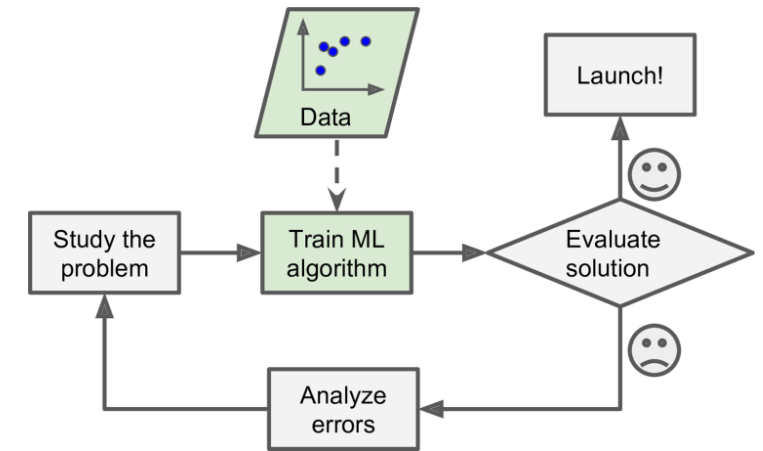 Data
Launch!
Study the
problem
Train ML
algorithm
Evaluate
solution
Analyze
errors